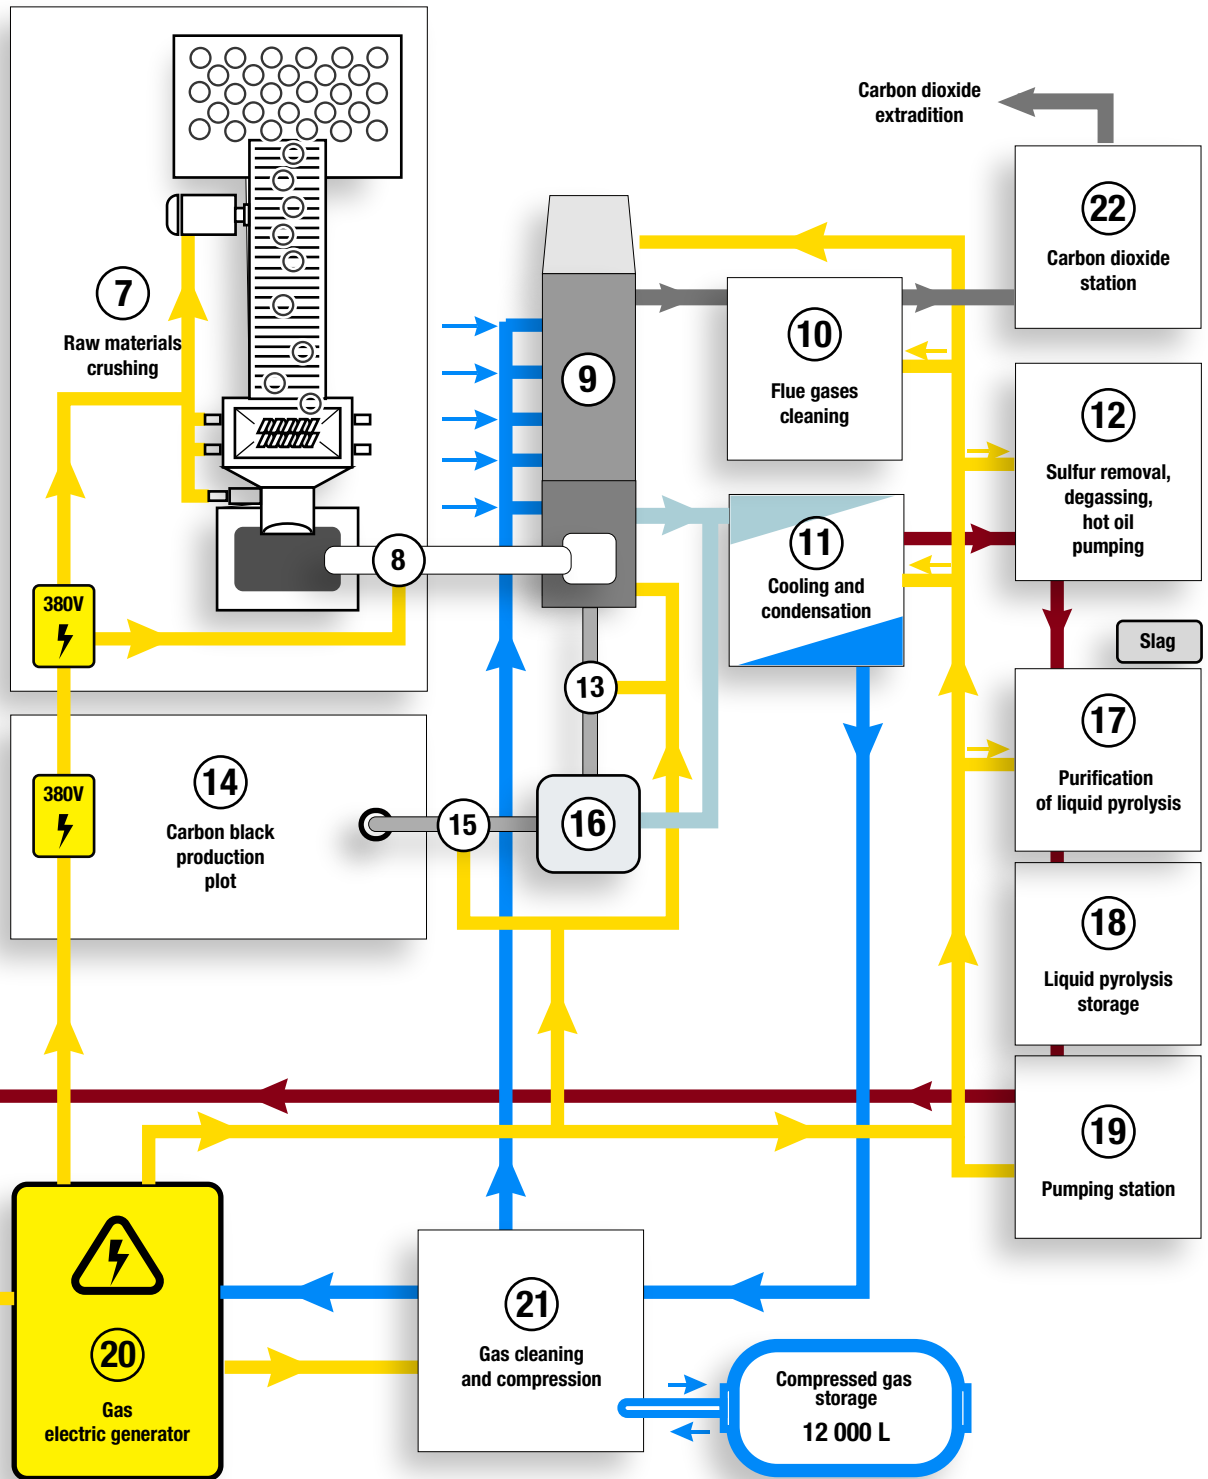 Carbon dioxide
extradition
22
Carbon dioxide
station
7
Raw materials
crushing
10
Flue gases
cleaning
9
12
Sulfur removal,
degassing,
hot oil
pumping
11
Cooling and
condensation
8
380V
Slag
13
17
Purification
of liquid pyrolysis
14
Carbon black
production
plot
380V
15
16
18
Liquid pyrolysis
storage
19
Pumping station
20
Gas
electric generator
21
Gas cleaning
and compression
Compressed gas
storage
12 000 L